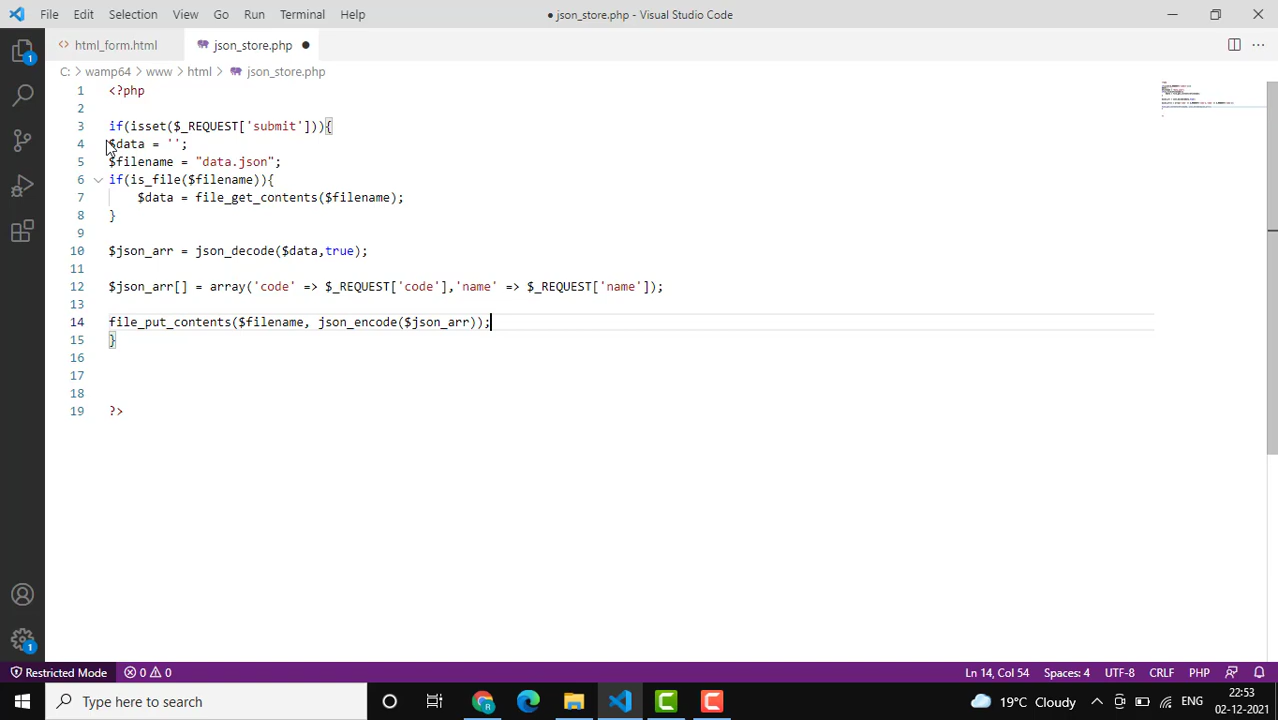 File Edit Selection View Go Run Terminal Help
● json_store.php - Visual Studio Code
html_form.html
json_store.php ●
C: > wamp64 > www > html > json_store.php
1 <?php
2
3 if(isset($_REQUEST['submit'])){
4 $data = '';
5 $filename = "data.json";
6 if(is_file($filename)){
7 $data = file_get_contents($filename);
8 }
9
10 $json_arr = json_decode($data,true);
11
12 $json_arr[] = array('code' => $_REQUEST['code'],'name' => $_REQUEST['name']);
13
14 file_put_contents($filename, json_encode($json_arr));
15 }
16
17
18
19 ?>
1
1
Restricted Mode 0 0 Ln 14, Col 54 Spaces: 4 UTF-8 CRLF PHP
Type here to search
19°C Cloudy ENG
22:53
02-12-2021